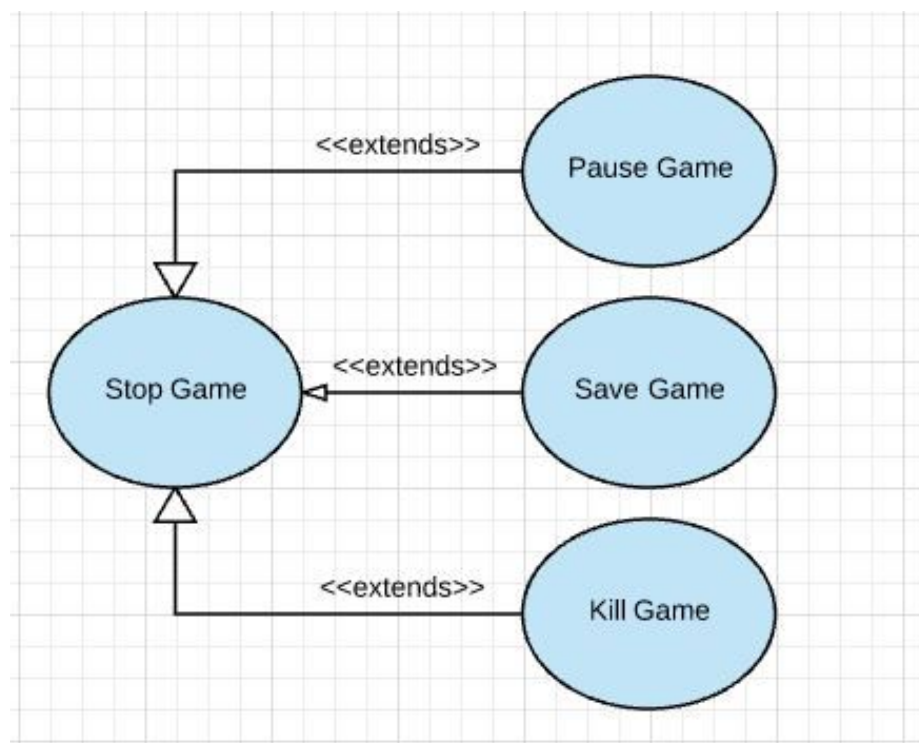 <<extends>>
Pause Game
<<extends>>
Stop Game
Save Game
<<extends>>
Kill Game